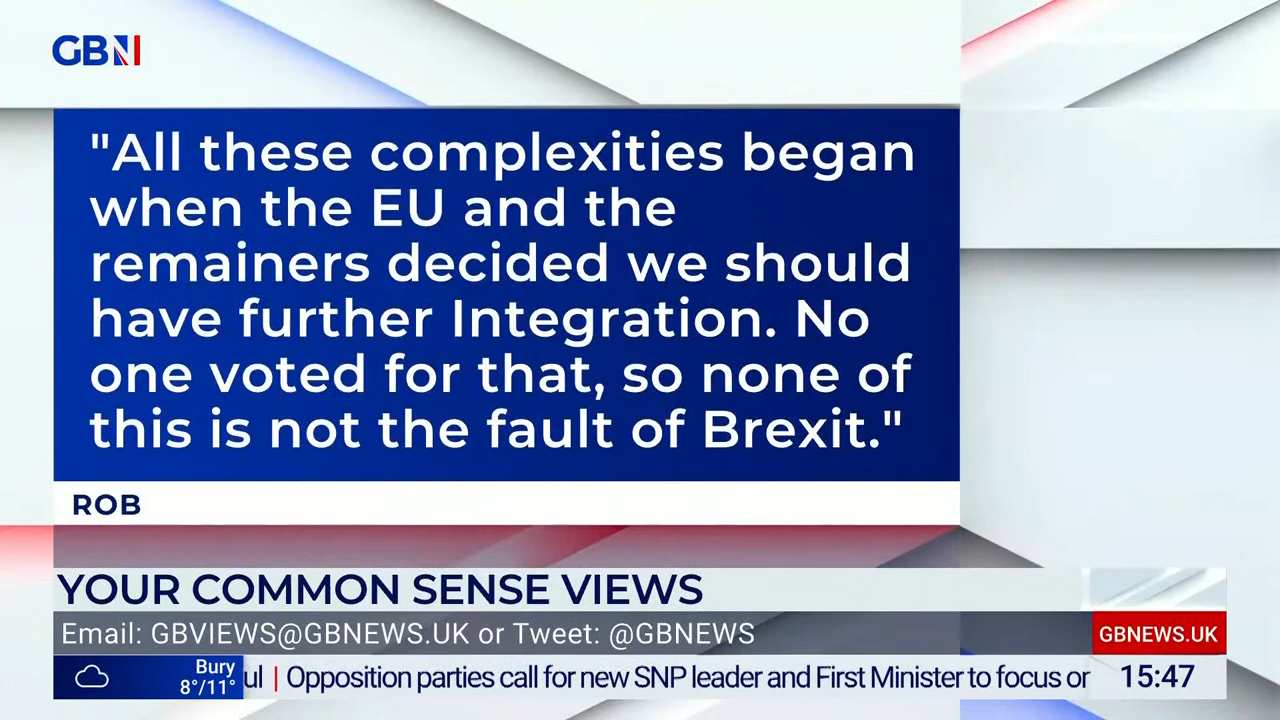 GBN
"All these complexities began
when the EU and the
remainers decided we should
have further Integration. No
one voted for that, so none of
this is not the fault of Brexit."
ROB
YOUR COMMON SENSE VIEWS
Email: GBVIEWS@GBNEWS.UK or Tweet: @GBNEWS
GBNEWS.UK
Bury
8°/11°
ul | Opposition parties call for new SNP leader and First Minister to focus or
15:47